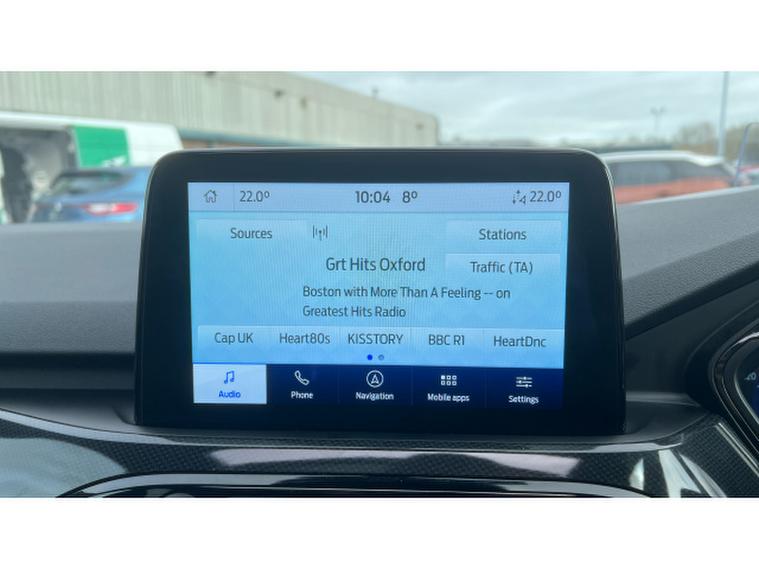 22.0° 10:04 8° 22.0°
Sources Stations
Grt Hits Oxford Traffic (TA)
Boston with More Than A Feeling -- on
Greatest Hits Radio
Cap UK Heart80s KISSTORY BBC R1 HeartDnc
Audio Phone Navigation Mobile apps Settings